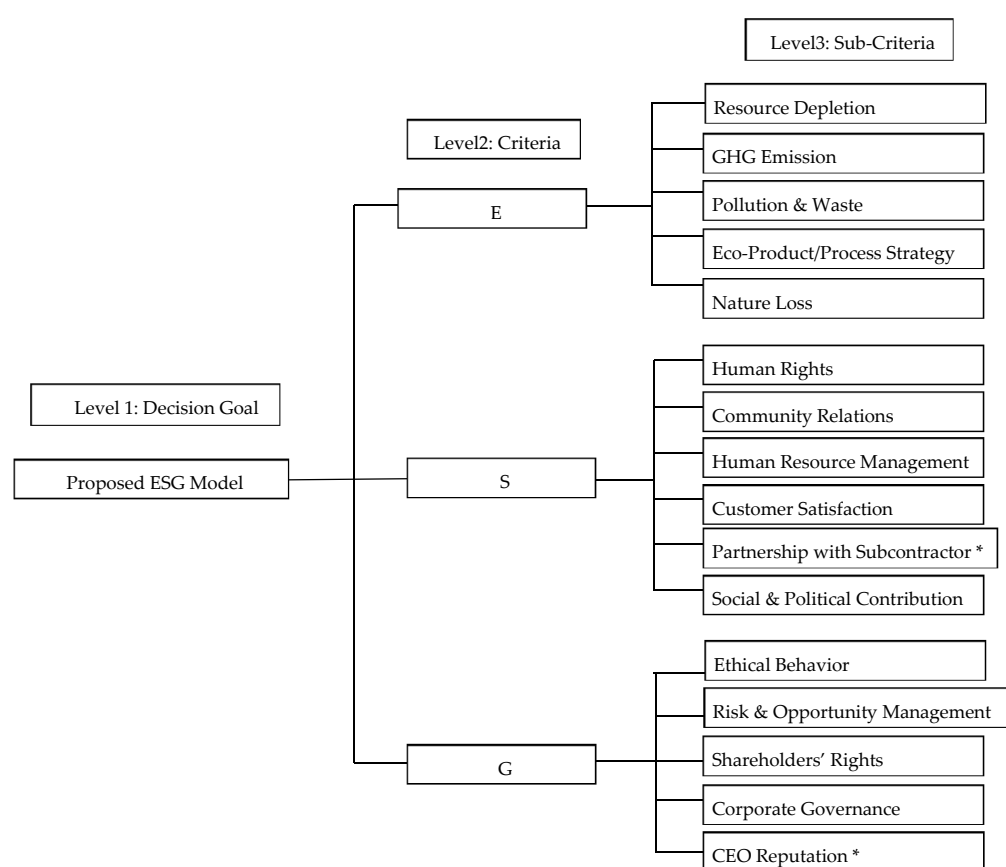 Level3: Sub-Criteria
Level2: Criteria
Level 1: Decision Goal
Proposed ESG Model
E
Resource Depletion
GHG Emission
Pollution & Waste
Eco-Product/Process Strategy
Nature Loss
S
Human Rights
Community Relations
Human Resource Management
Customer Satisfaction
Partnership with Subcontractor *
Social & Political Contribution
G
Ethical Behavior
Risk & Opportunity Management
Shareholders’ Rights
Corporate Governance
CEO Reputation *